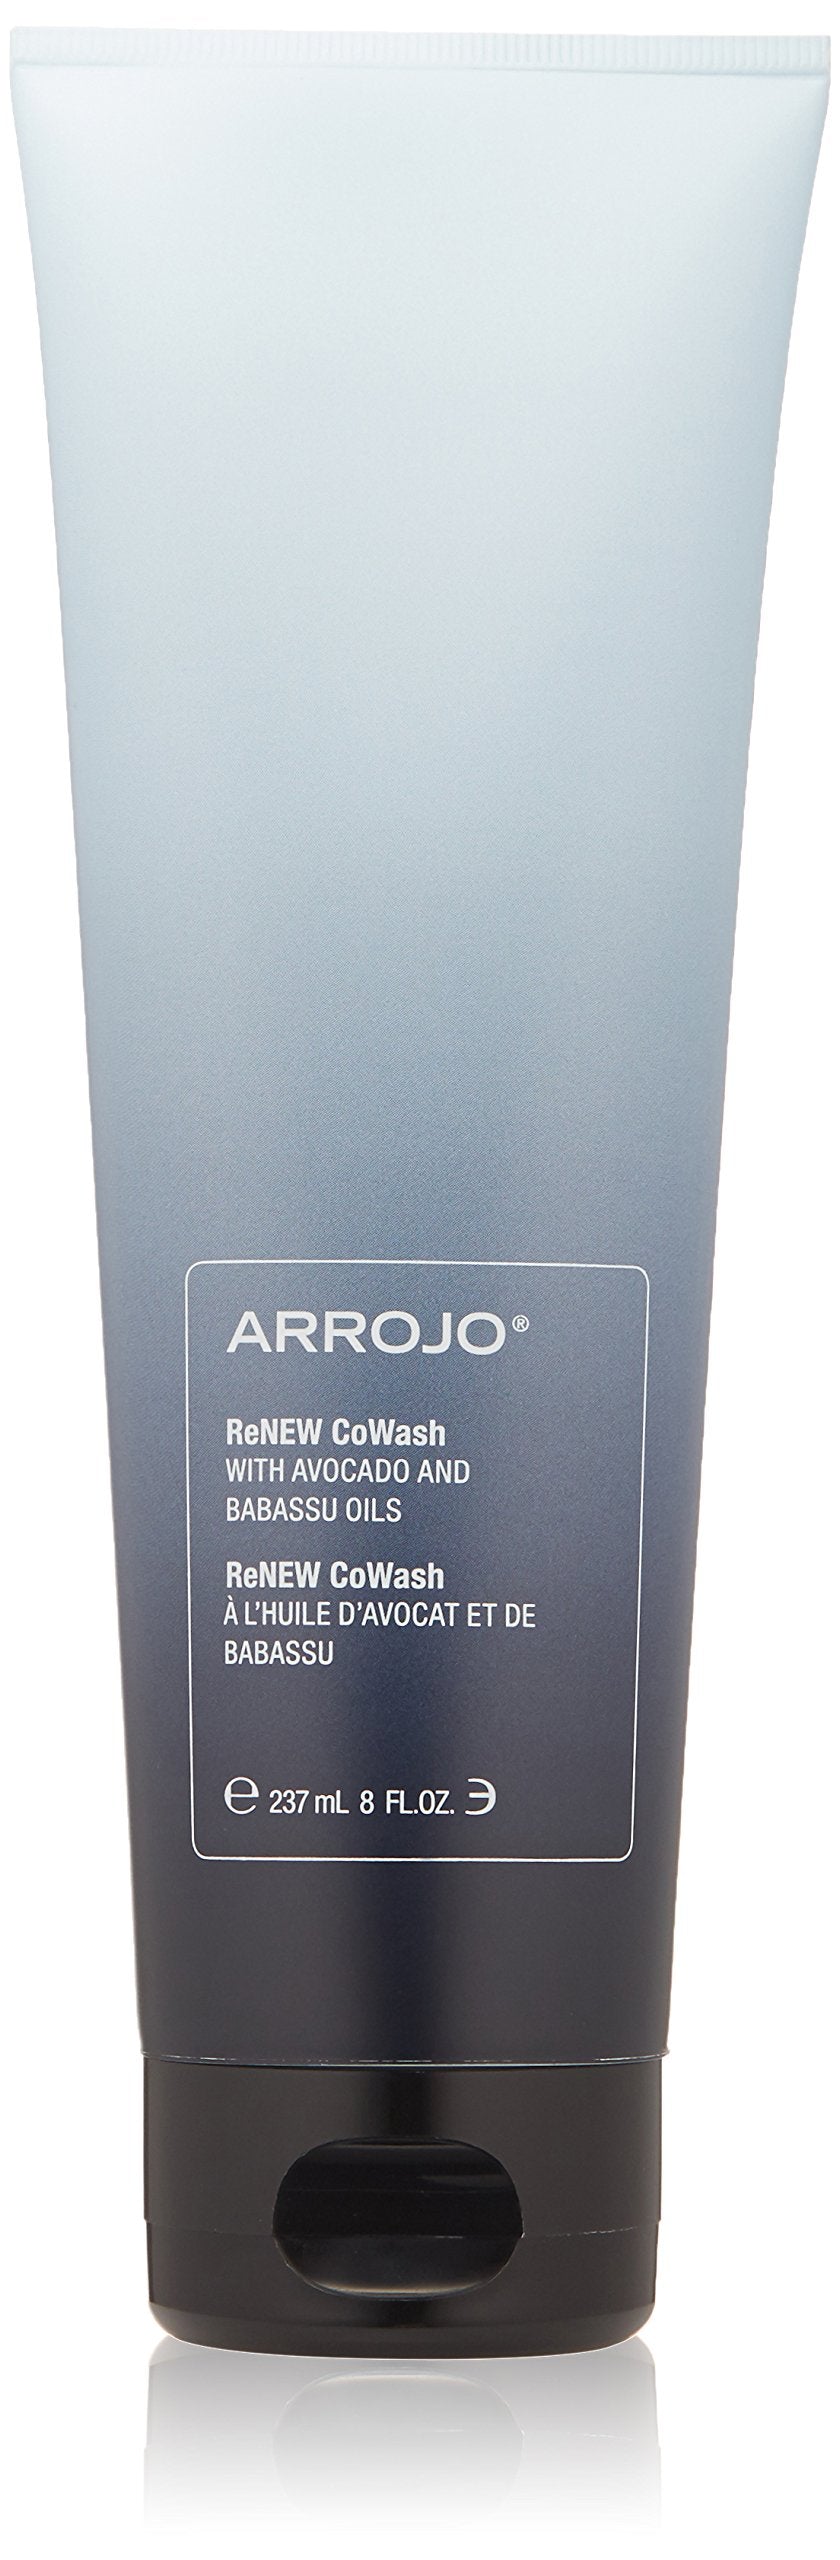 ARROJO®
ReNEW CoWash
WITH AVOCADO AND
BABASSU OILS
ReNEW CoWash
À L'HUILE D'AVOCAT ET DE
BABASSU
℮ 237 mL 8 FL.OZ. ℮